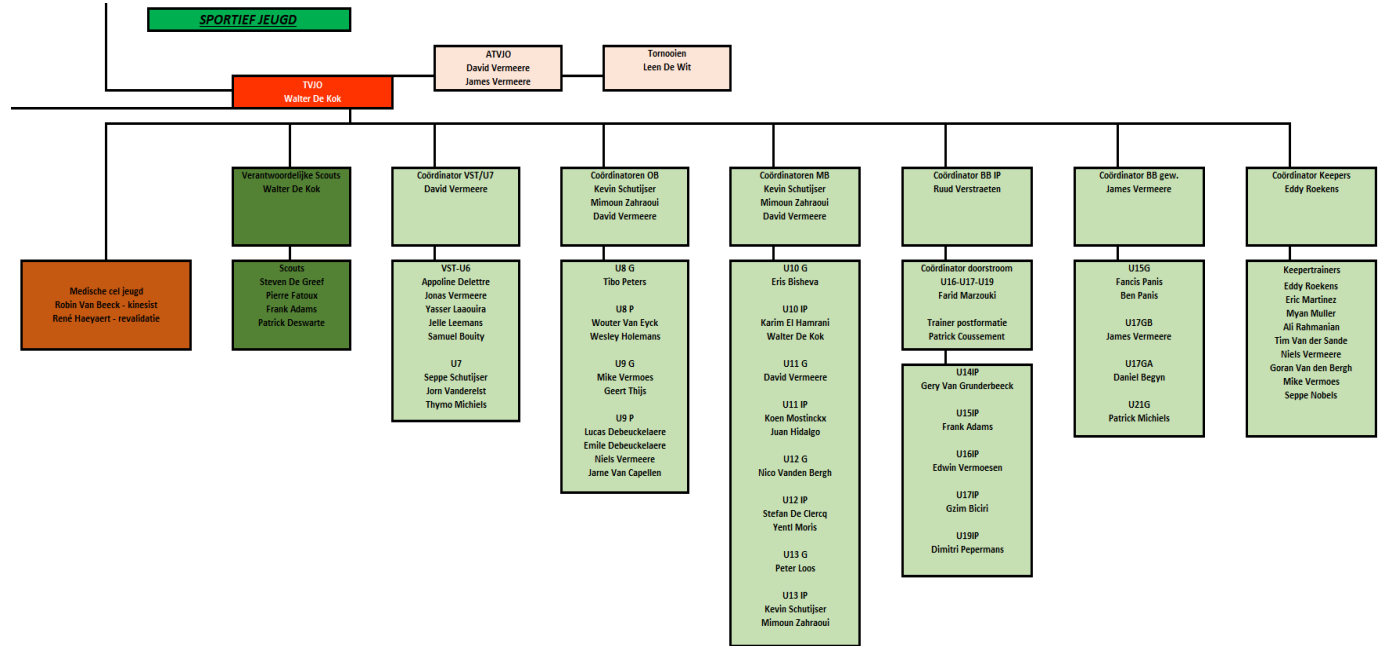 SPORTIEF JEUGD
ATVJO
David Vermeere
James Vermeere
Tornooien
Leen De Wit
TVJO
Walter De Kok
Verantwoordelijke Scouts
Walter De Kok
Coördinator VST/U7
David Vermeere
Coördinatoren OB
Kevin Schutijser
Mimoun Zahraoui
David Vermeere
Coördinatoren MB
Kevin Schutijser
Mimoun Zahraoui
David Vermeere
Coördinator BB IP
Ruud Verstraeten
Coördinator BB gew.
James Vermeere
Coördinator Keepers
Eddy Roekens
Medische cel jeugd
Robin Van Beeck - kinesist
René Haeyaert - revalidatie
Scouts
Steven De Greef
Pierre Fatoux
Frank Adams
Patrick Deswarte
VST-U6
Appoline Delettre
Jonas Vermeere
Yasser Laaouira
Jelle Leemans
Samuel Bouity
U7
Seppe Schutijser
Jorn Vanderelst
Thymo Michiels
U8 G
Tibo Peters
U8 P
Wouter Van Eyck
Wesley Holemans
U9 G
Mike Vermoes
Geert Thijs
U9 P
Lucas Debeuckelaere
Emile Debeuckelaere
Niels Vermeere
Jarne Van Capellen
U10 G
Eris Bisheva
U10 IP
Karim El Hamrani
Walter De Kok
U11 G
David Vermeere
U11 IP
Koen Mostinckx
Juan Hidalgo
U12 G
Nico Vanden Bergh
U12 IP
Stefan De Clercq
Yentl Moris
U13 G
Peter Loos
U13 IP
Kevin Schutijser
Mimoun Zahraoui
Coördinator doorstroom
U16-U17-U19
Farid Marzouki
Trainer postformatie
Patrick Coussement
U14IP
Gery Van Grunderbeeck
U15IP
Frank Adams
U16IP
Edwin Vermoesen
U17IP
Gzim Biciri
U19IP
Dimitri Pepermans
U15G
Fancis Panis
Ben Panis
U17GB
James Vermeere
U17GA
Daniel Begyn
U21G
Patrick Michiels
Keepertrainers
Eddy Roekens
Eric Martinez
Myan Muller
Ali Rahmanian
Tim Van der Sande
Niels Vermeere
Goran Van den Bergh
Mike Vermoes
Seppe Nobels